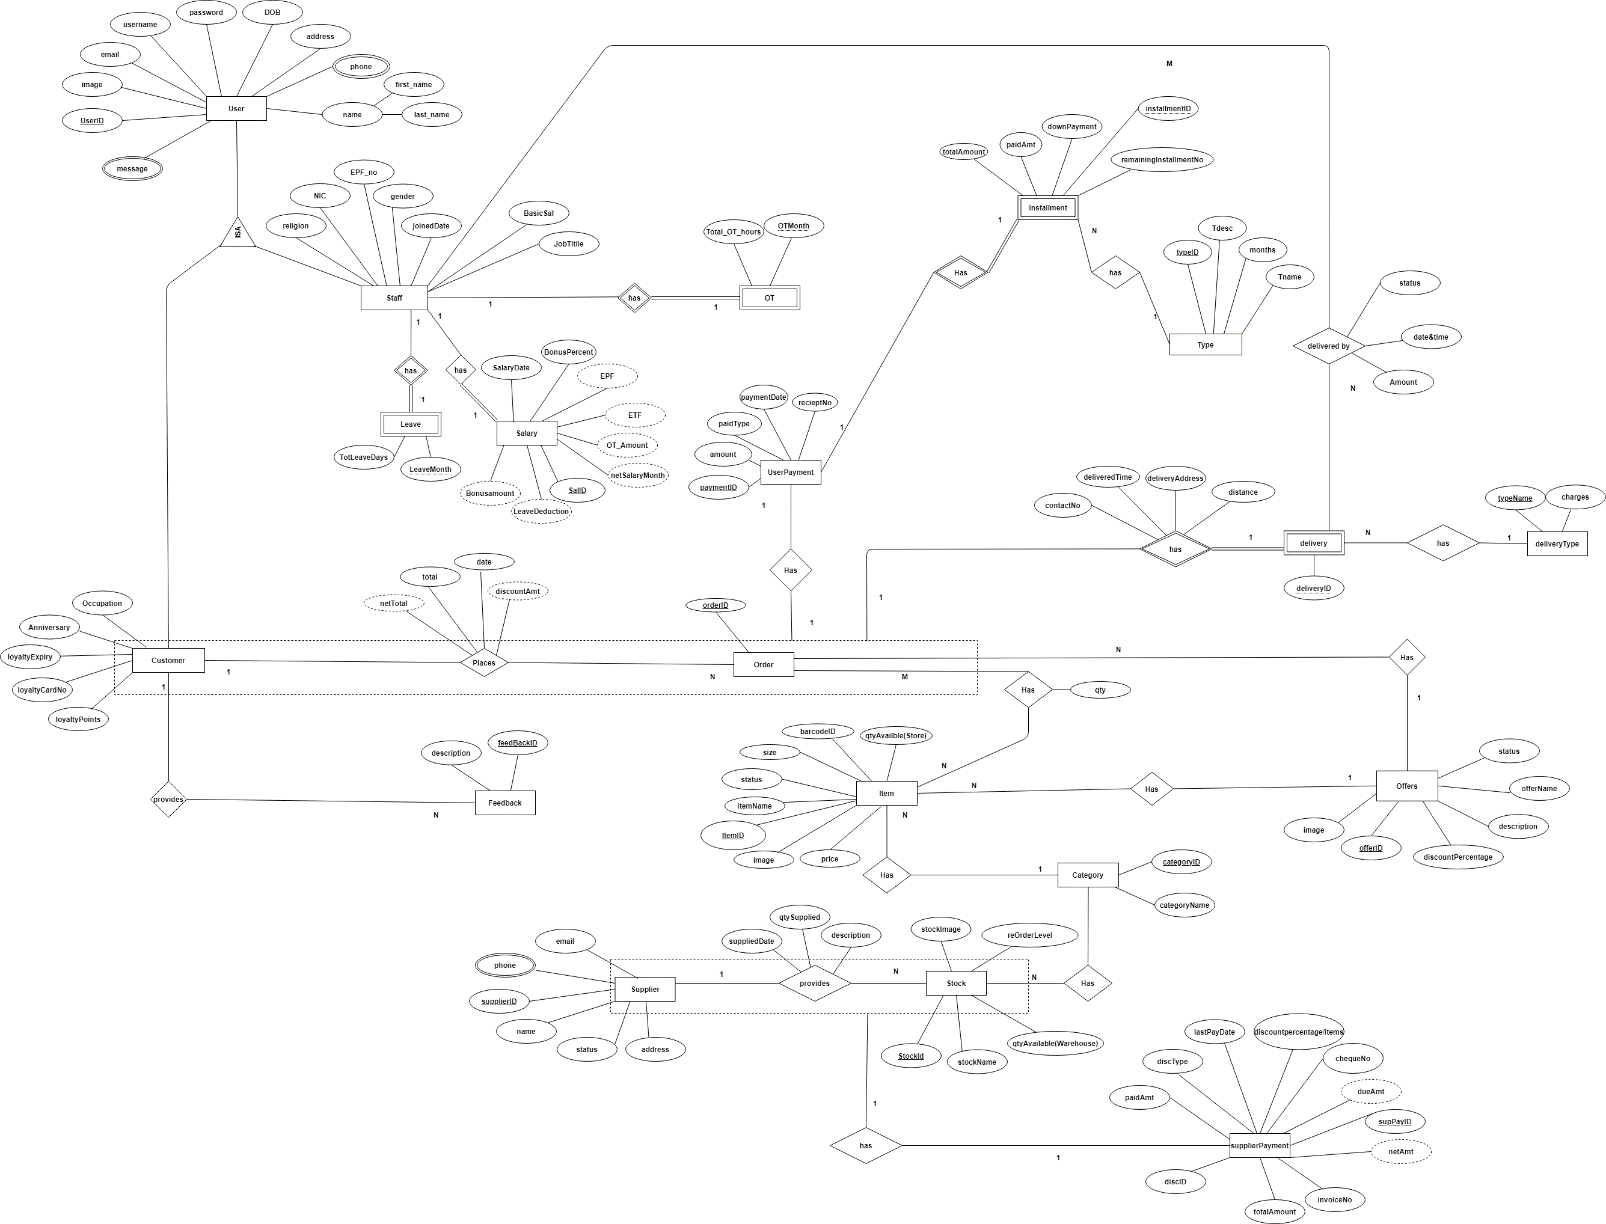 password
DOB
username
address
email
phone
M
image
first_name
User
UserID
name
last_name
installmentID
downPayment
paidAmt
totalAmount
remainingInstallmentNo
message
EPF_no
NIC
gender
BasicSal
religion
joinedDate
JobTitile
ISA
Total_OT_hours
OTMonth
Installment
1
N
Tdesc
typeID
months
Tname
Has
has
Staff
1
has
1
OT
1
1
1
status
Type
delivered by
date&time
Amount
N
has
has
SalaryDate
BonusPercent
EPF
`1
1
ETF
Leave
Salary
OT_Amount
TotLeaveDays
LeaveMonth
netSalaryMonth
Bonusamount
SalID
LeaveDeduction
paymentDate
recieptNo
paidType
1
amount
UserPayment
paymentID
1
deliveredTime
deliveryAddress
contactNo
distance
typeName
charges
has
1
delivery
N
has
1
deliveryType
deliveryID
Has
1
1
date
total
discountAmt
netTotal
orderID
Occupation
Anniversary
loyaltyExpiry
loyaltyCardNo
loyaltyPoints
Customer
1
1
Places
N
Order
M
N
Has
1
Has
qty
barcodeID
qtyAvailble(Store)
size
status
itemName
ItemID
image
price
Item
N
N
N
Has
1
Offers
status
offerName
image
offerID
description
discountPercentage
description
feedBackID
provides
Feedback
N
Has
1
Category
categoryID
categoryName
qtySupplied
suppliedDate
description
stockImage
reOrderLevel
email
phone
supplierID
name
status
address
Supplier
1
provides
N
Stock
N
Has
StockId
stockName
qtyAvailable(Warehouse)
lastPayDate
discountpercentage/items
discType
chequeNo
paidAmt
dueAmt
supPayID
netAmt
1
has
1
supplierPayment
discID
totalAmount
invoiceNo